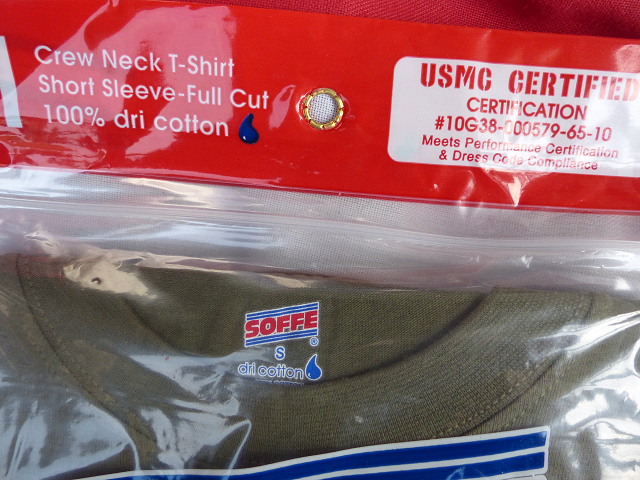 Crew Neck T-Shirt
Short Sleeve-Full Cut
100% dri cotton
USMC CERTIFIED
CERTIFICATION
#10G38-000579-65-10
Meets Performance Certification
& Dress Code Compliance
SOFFE
S
dri cotton